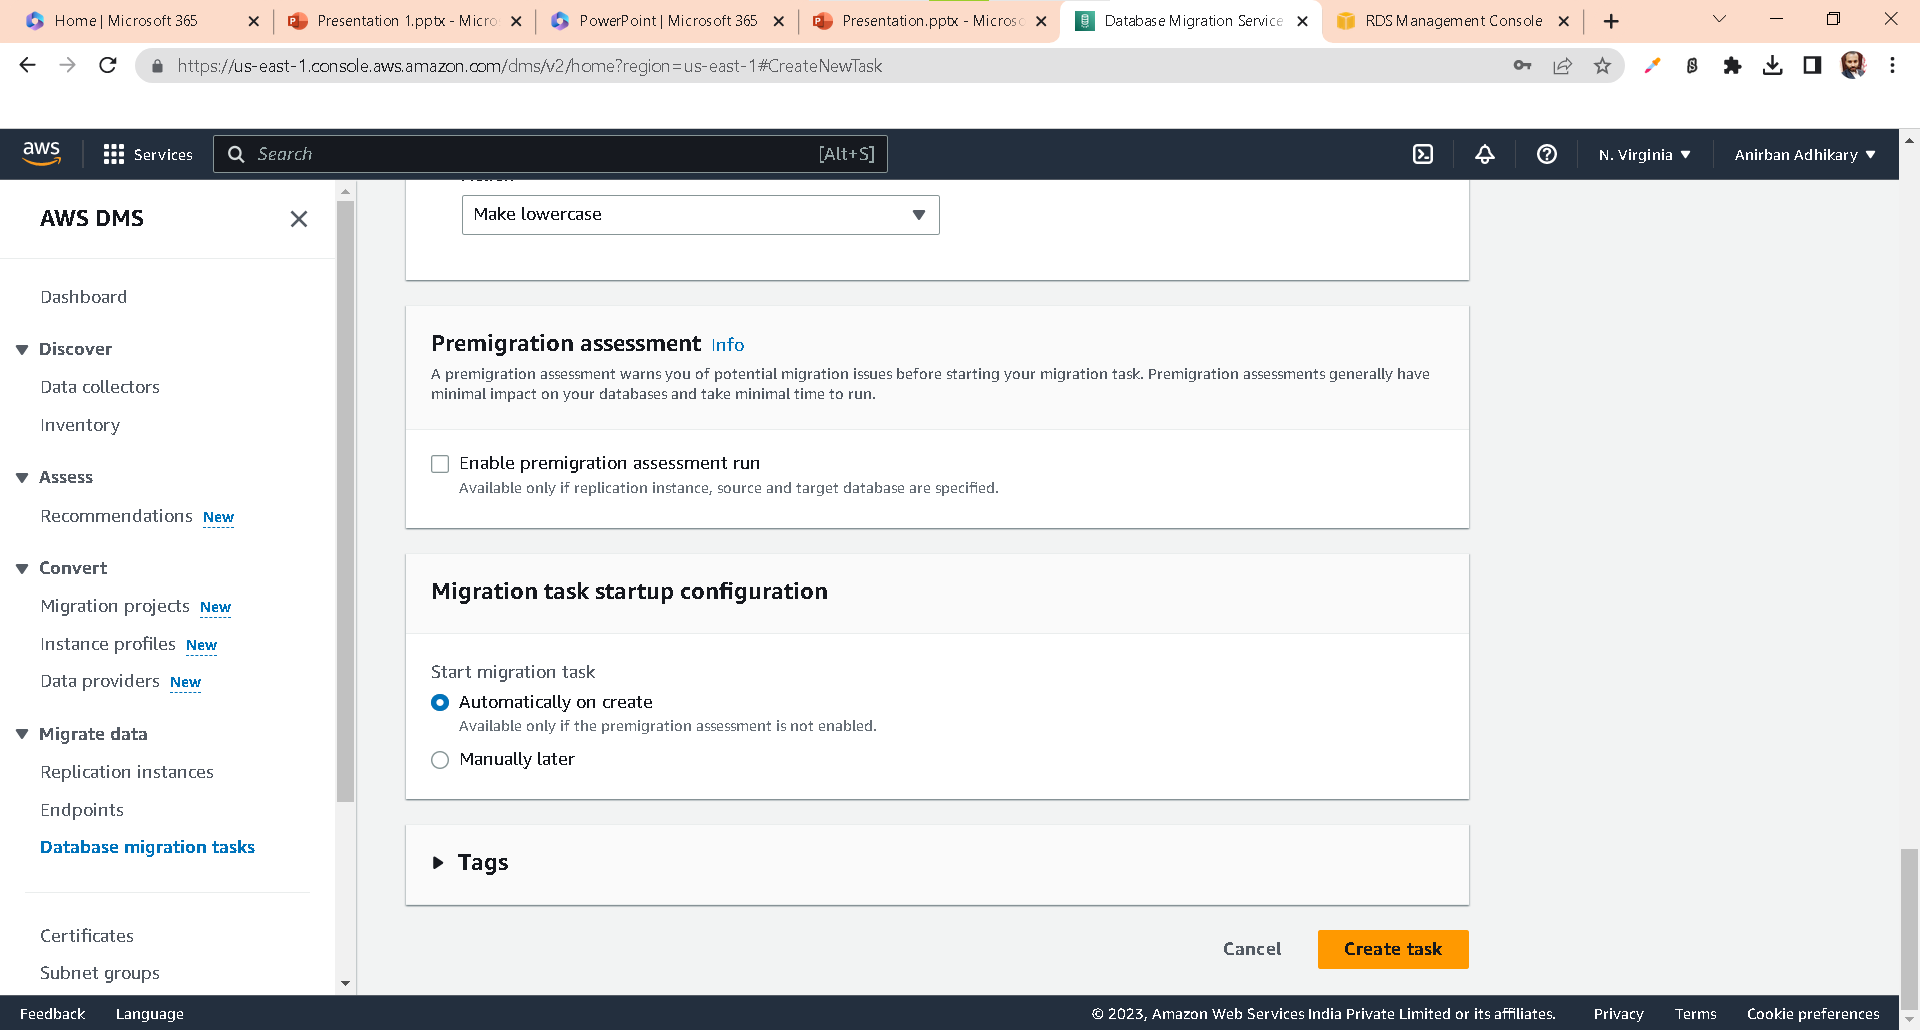 Home | Microsoft 365
Presentation 1.pptx - Micro
PowerPoint | Microsoft 365
Presentation.pptx - Microsc
Database Migration Service
RDS Management Console
https://us-east-1.console.aws.amazon.com/dms/v2/home?region=us-east-1#CreateNewTask
aws
Services
Search
[Alt+S]
N. Virginia
Anirban Adhikary
AWS DMS
Dashboard
Discover
Data collectors
Inventory
Assess
Recommendations New
Convert
Migration projects New
Instance profiles New
Data providers New
Migrate data
Replication instances
Endpoints
Database migration tasks
Certificates
Subnet groups
Make lowercase
Premigration assessment Info
A premigration assessment warns you of potential migration issues before starting your migration task. Premigration assessments generally have
minimal impact on your databases and take minimal time to run.
Enable premigration assessment run
Available only if replication instance, source and target database are specified.
Migration task startup configuration
Start migration task
Automatically on create
Available only if the premigration assessment is not enabled.
Manually later
Tags
Cancel
Create task
Feedback
Language
© 2023, Amazon Web Services India Private Limited or its affiliates.
Privacy
Terms
Cookie preferences